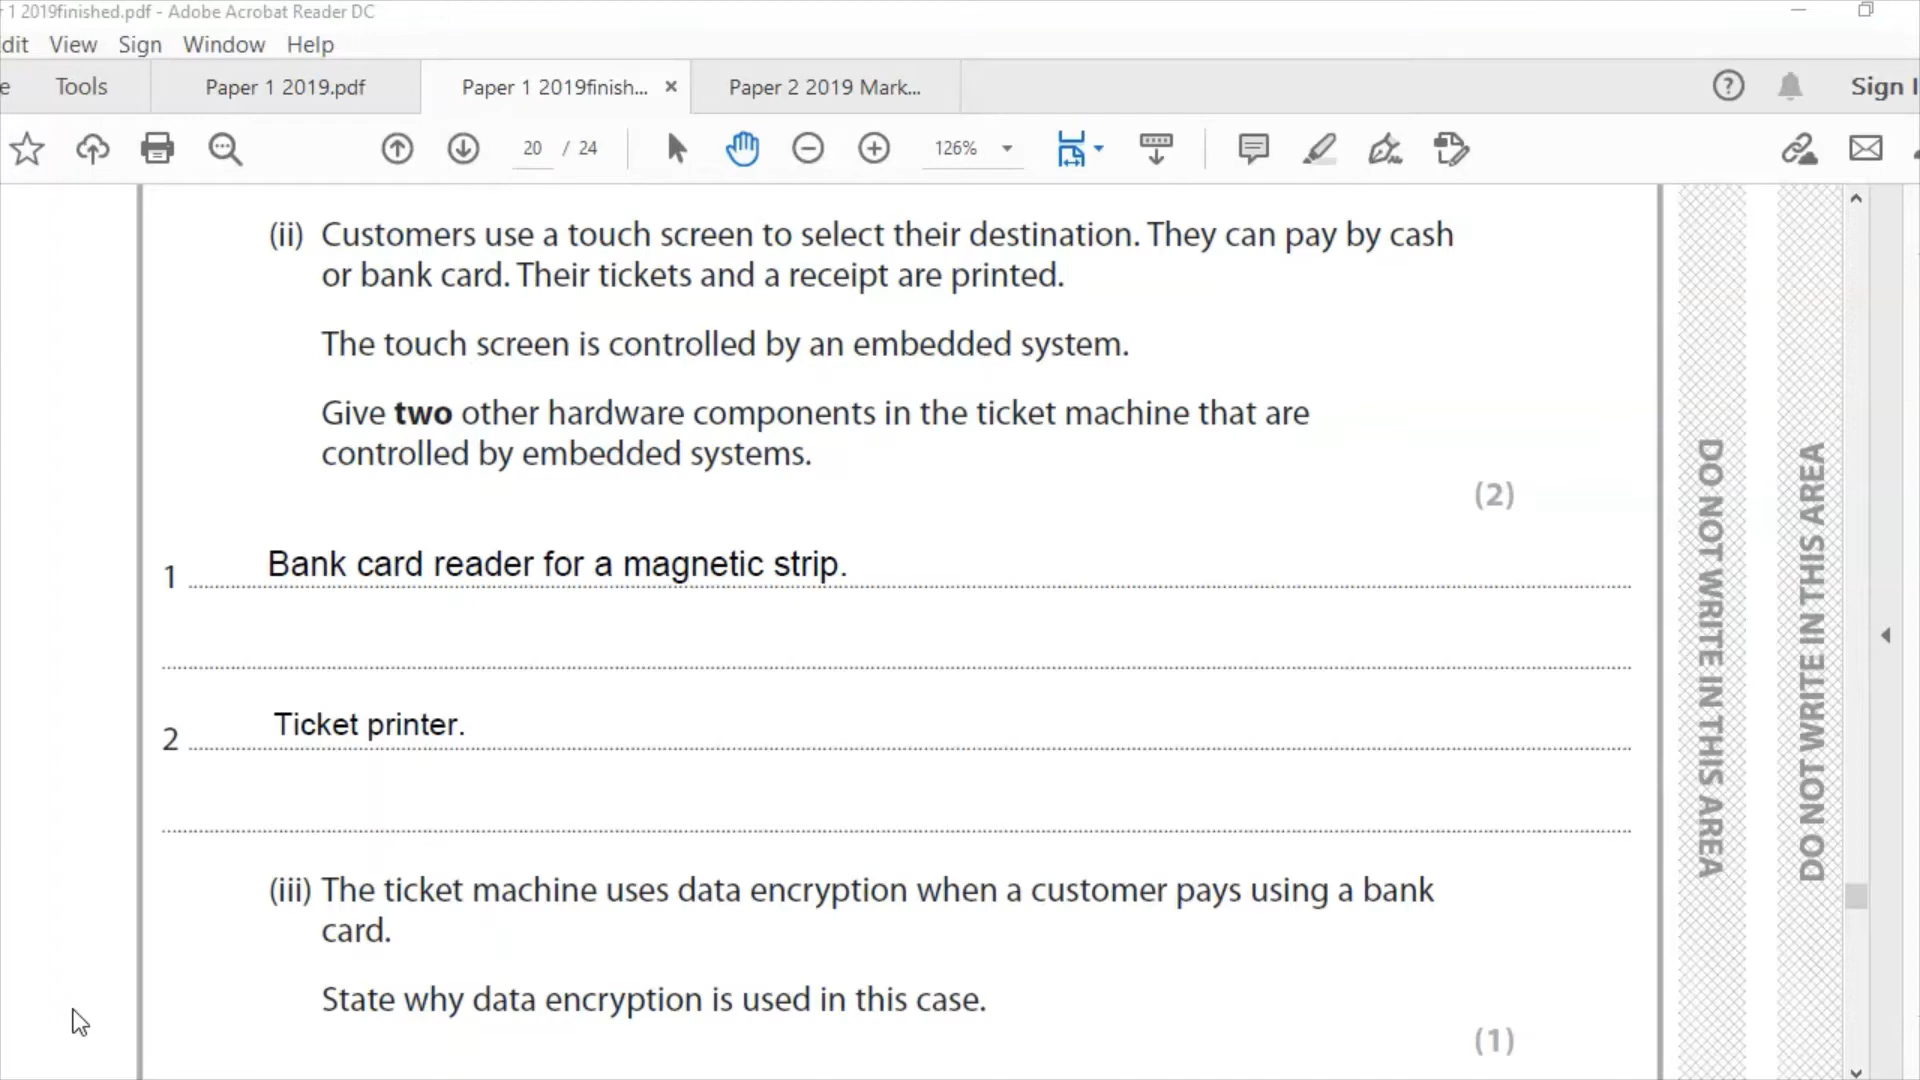 r 1 2019finished.pdf - Adobe Acrobat Reader DC
dit View Sign Window Help
e Tools Paper 1 2019.pdf Paper 1 2019finish... × Paper 2 2019 Mark... ? Sign I
20 / 24 126%
(ii) Customers use a touch screen to select their destination. They can pay by cash
or bank card. Their tickets and a receipt are printed.
The touch screen is controlled by an embedded system.
Give two other hardware components in the ticket machine that are
controlled by embedded systems.
(2)
1 Bank card reader for a magnetic strip.
2 Ticket printer.
(iii) The ticket machine uses data encryption when a customer pays using a bank
card.
State why data encryption is used in this case.
(1)
DO NOT WRITE IN THIS AREA
DO NOT WRITE IN THIS AREA